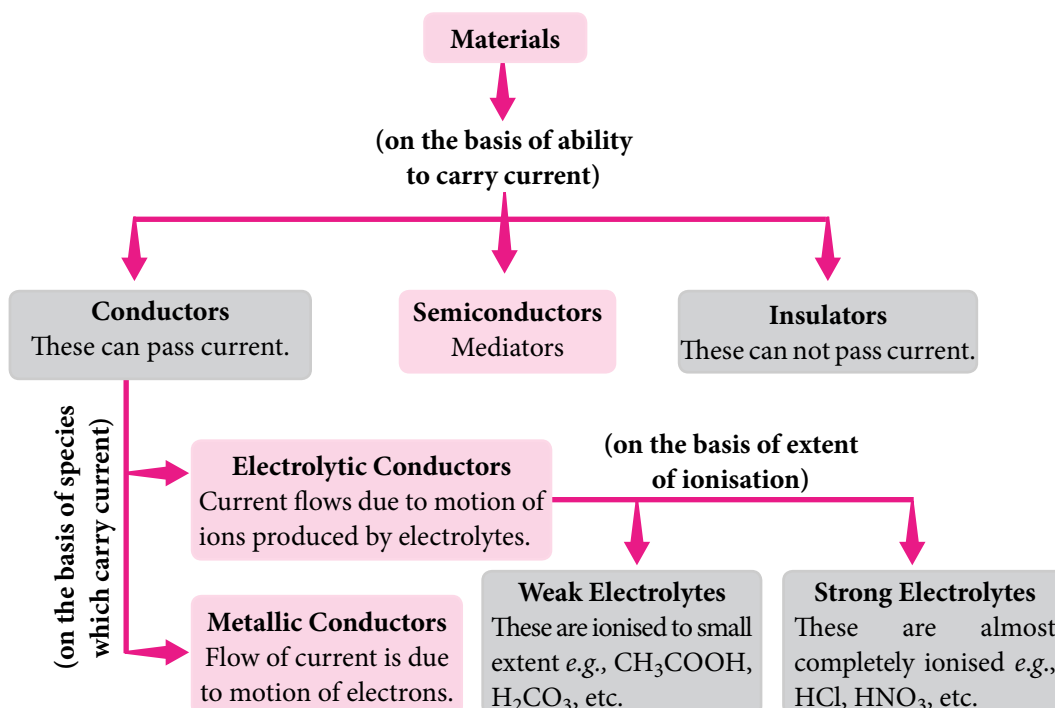 Materials
(on the basis of ability
to carry current)
Conductors
These can pass current.
Semiconductors
Mediators
Insulators
These can not pass current.
(on the basis of species
which carry current)
Electrolytic Conductors
Current flows due to motion of
ions produced by electrolytes.
(on the basis of extent
of ionisation)
Metallic Conductors
Flow of current is due
to motion of electrons.
Weak Electrolytes
These are ionised to small
extent e.g., CH₃COOH,
H₂CO₃, etc.
Strong Electrolytes
These are almost
completely ionised e.g.,
HCl, HNO₃, etc.